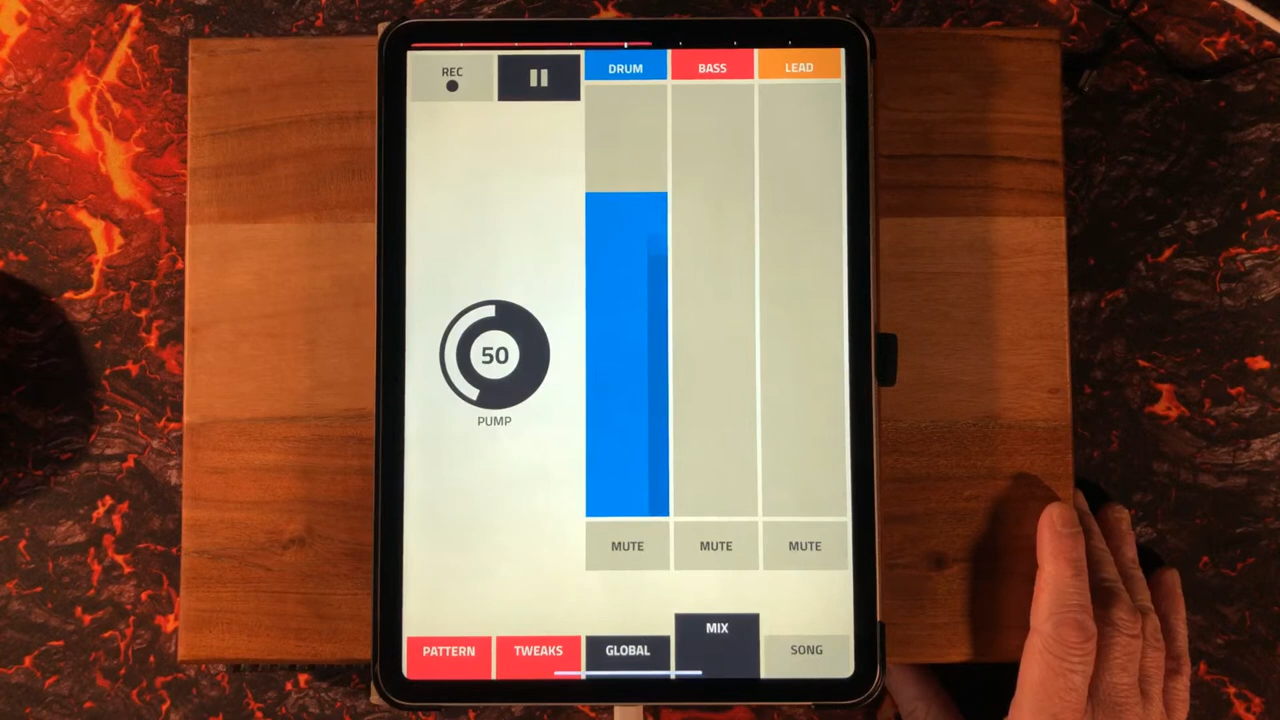 REC
DRUM
BASS
LEAD
50
PUMP
MUTE
MUTE
MUTE
PATTERN
TWEAKS
GLOBAL
MIX
SONG